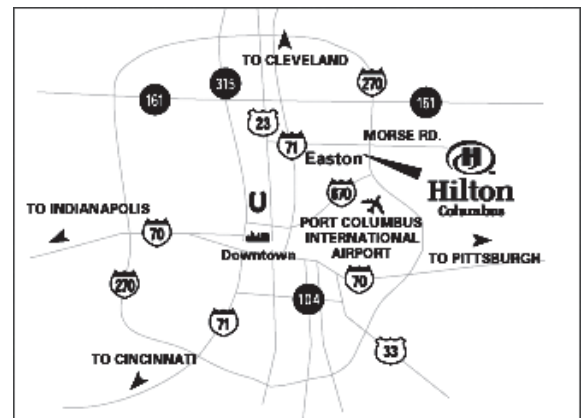 TO CLEVELAND
315
270
161
161
23
71
MORSE RD.
Easton
H
Hilton
Columbus
670
U
TO INDIANAPOLIS
70
PORT COLUMBUS
INTERNATIONAL
AIRPORT
Downtown
TO PITTSBURGH
270
70
104
71
33
TO CINCINNATI